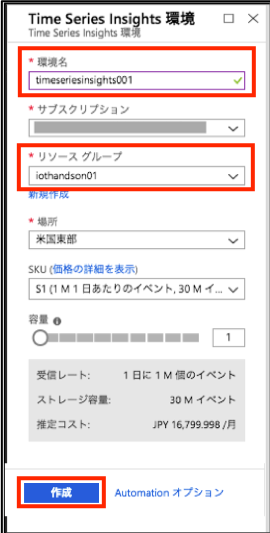 Time Series Insights 環境
Time Series Insights 環境
* 環境名
timeseriesinsights001
* サブスクリプション
* リソース グループ
iothandson01
新規作成
* 場所
米国東部
SKU (価格の詳細を表示)
S1 (1 M 1 日あたりのイベント, 30 M イ...
容量
1
受信レート: 1 日に 1 M 個のイベント
ストレージ容量: 30 M イベント
推定コスト: JPY 16,799.998 /月
作成 Automation オプション